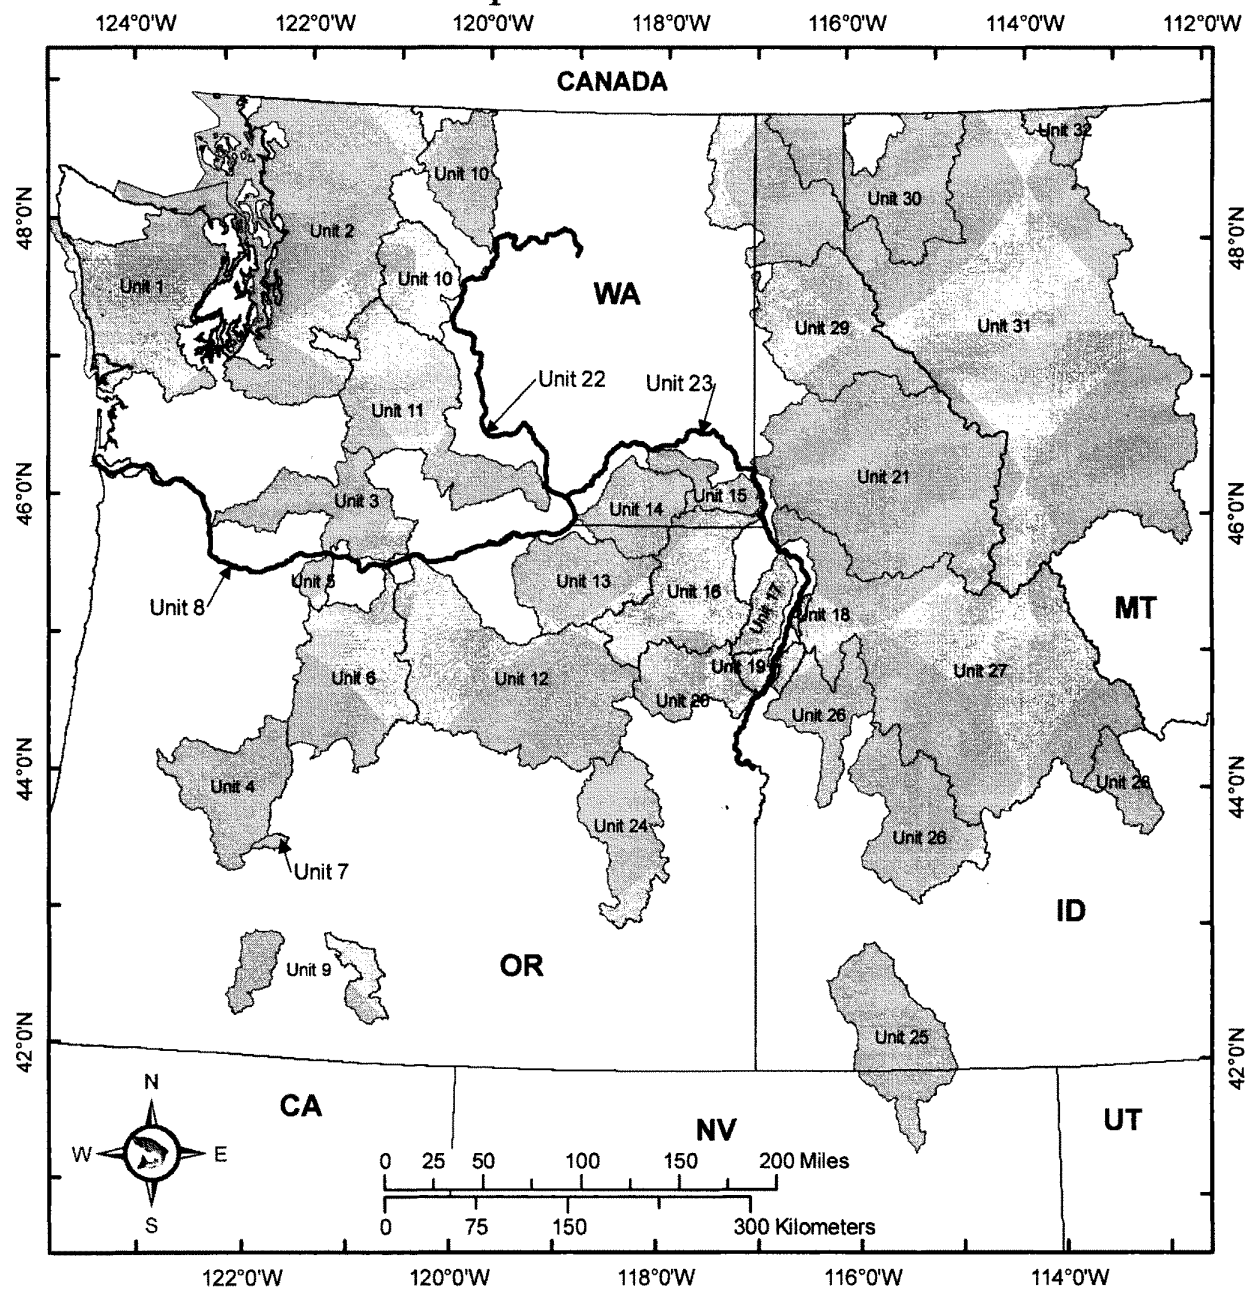 124°0'W 122°0'W 120°0'W 118°0'W 116°0'W 114°0'W 112°0'W
CANADA
Unit 32
Unit 10
Unit 30
48°0'N
48°0'N
Unit 2
Unit 10
Unit 1
WA
Unit 29
Unit 31
Unit 22
Unit 23
Unit 11
Unit 21
46°0'N
46°0'N
Unit 3
Unit 15
Unit 14
Unit 5
Unit 13
Unit 16
Unit 17
Unit 8
Unit 18
MT
Unit 19
Unit 27
Unit 6
Unit 12
Unit 20
Unit 26
44°0'N
44°0'N
Unit 4
Unit 28
Unit 24
Unit 26
Unit 7
ID
OR
Unit 9
Unit 25
42°0'N
42°0'N
N
CA
NV
UT
W E
0 25 50 100 150 200 Miles
S
0 75 150 300 Kilometers
122°0'W 120°0'W 118°0'W 116°0'W 114°0'W